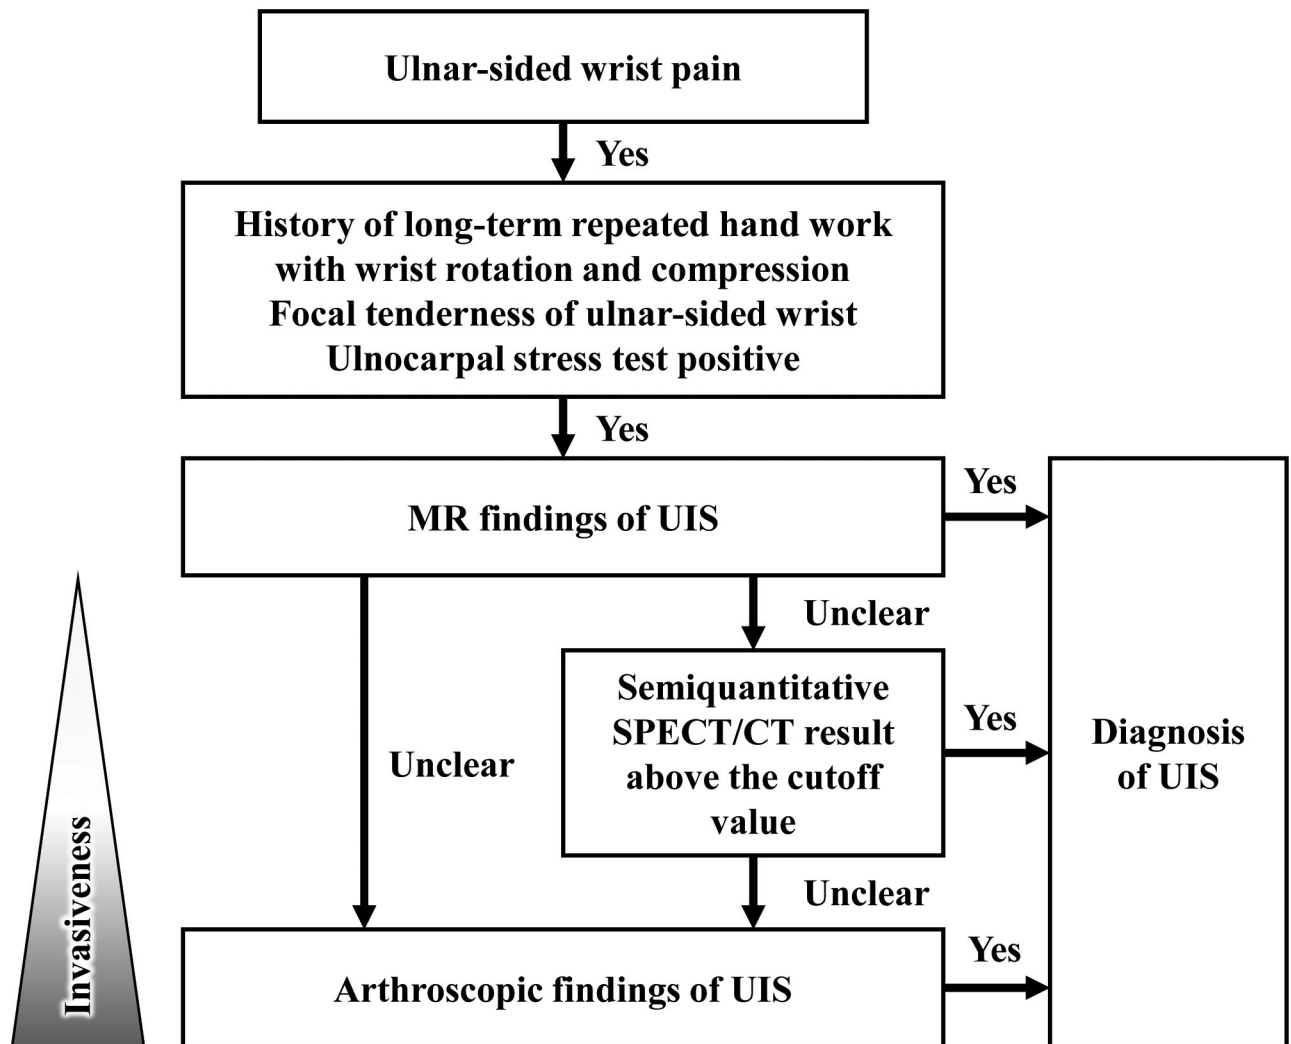 Ulnar-sided wrist pain
Yes
History of long-term repeated hand work
with wrist rotation and compression
Focal tenderness of ulnar-sided wrist
Ulnocarpal stress test positive
Yes
MR findings of UIS
Yes
Unclear
Semiquantitative
SPECT/CT result
above the cutoff
value
Yes
Unclear
Unclear
Arthroscopic findings of UIS
Yes
Diagnosis
of UIS
Invasiveness